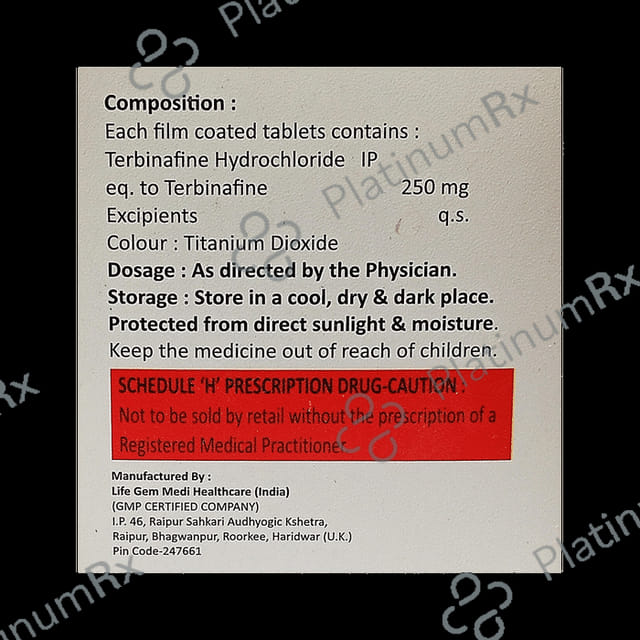 PlatinumRx
Composition :
Each film coated tablets contains :
Terbinafine Hydrochloride IP
eq. to Terbinafine 250 mg
Excipients q.s.
Colour : Titanium Dioxide
Dosage : As directed by the Physician.
Storage : Store in a cool, dry & dark place.
Protected from direct sunlight & moisture.
Keep the medicine out of reach of children.
SCHEDULE 'H' PRESCRIPTION DRUG-CAUTION :
Not to be sold by retail without the prescription of a
Registered Medical Practitioner
Manufactured By :
Life Gem Medi Healthcare (India)
(GMP CERTIFIED COMPANY)
I.P. 46, Raipur Sahkari Audhyogic Kshetra,
Raipur, Bhagwanpur, Roorkee, Haridwar (U.K.)
Pin Code-247661
PlatinumRx
PlatinumRx
Rx
tinumRx
Platin